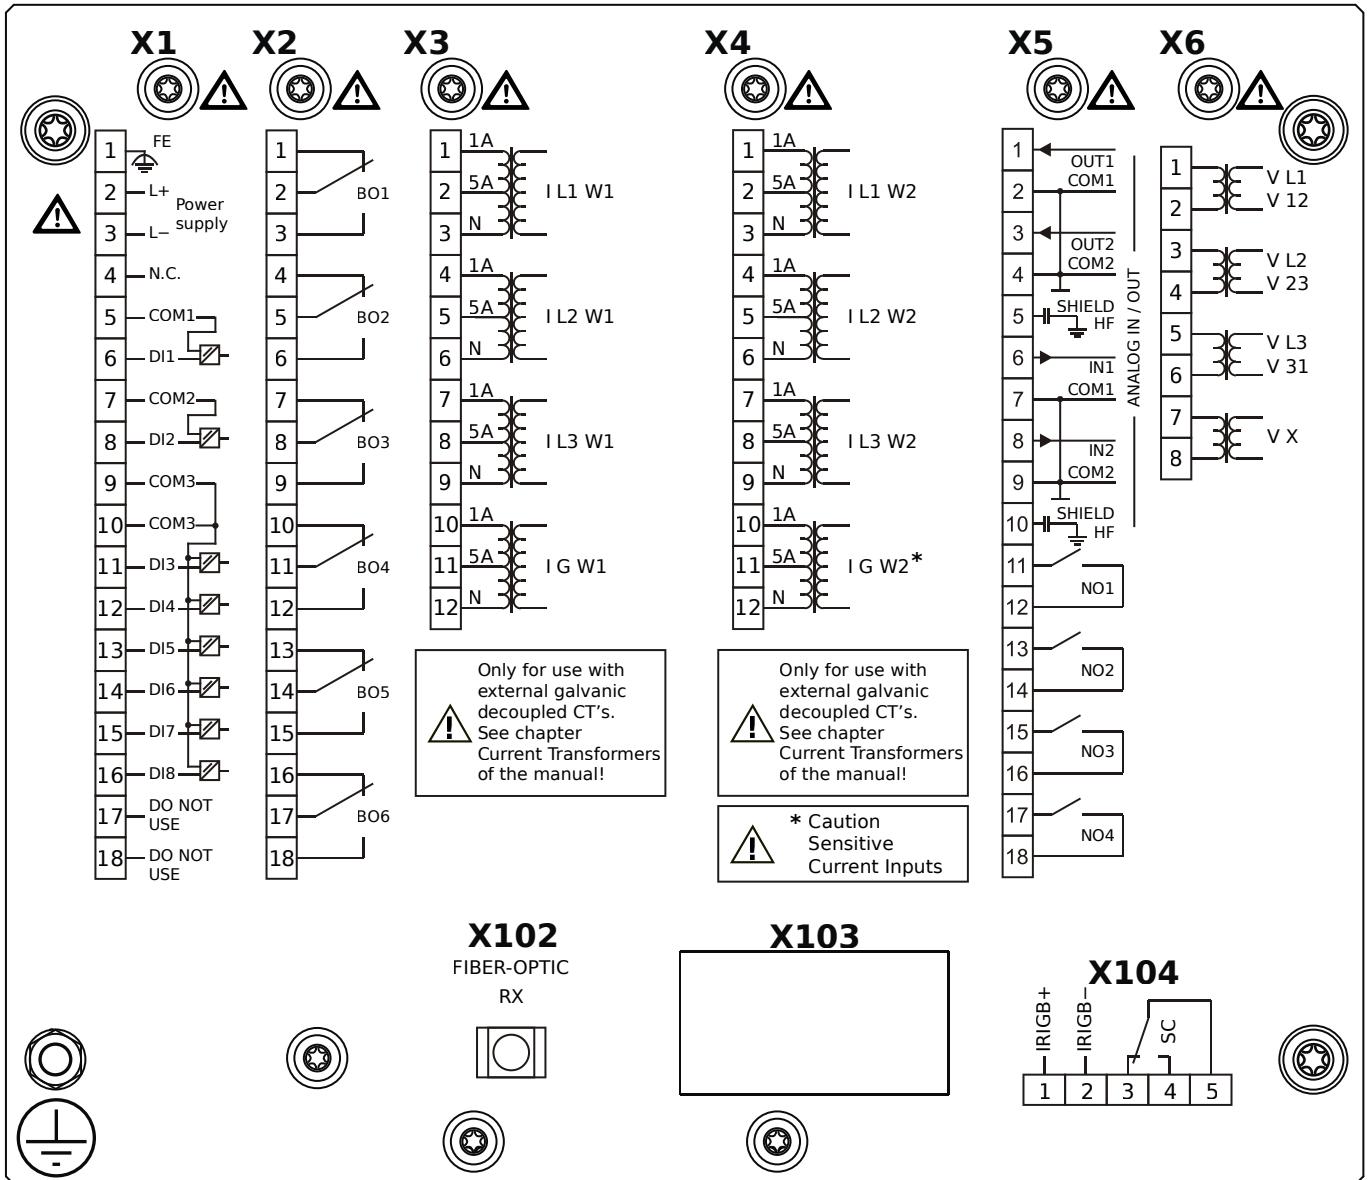 X1
X2
X3
X4
X5
X6
1
FE
2
L+
Power
supply
3
L−
4
N.C.
5
COM1
6
DI1
7
COM2
8
DI2
9
COM3
10
COM3
11
DI3
12
DI4
13
DI5
14
DI6
15
DI7
16
DI8
17
DO NOT
USE
18
DO NOT
USE
1
2
BO1
3
4
5
BO2
6
7
8
BO3
9
10
11
BO4
12
13
14
BO5
15
16
17
BO6
18
1
1A
2
5A
I L1 W1
3
N
4
1A
5
5A
I L2 W1
6
N
7
1A
8
5A
I L3 W1
9
N
10
1A
11
5A
I G W1
12
N
Only for use with
external galvanic
decoupled CT’s.
See chapter
Current Transformers
of the manual!
1
1A
2
5A
I L1 W2
3
N
4
1A
5
5A
I L2 W2
6
N
7
1A
8
5A
I L3 W2
9
N
10
1A
11
5A
I G W2*
12
N
Only for use with
external galvanic
decoupled CT’s.
See chapter
Current Transformers
of the manual!
* Caution
Sensitive
Current Inputs
1
OUT1
2
COM1
3
OUT2
4
COM2
5
SHIELD
HF
6
IN1
7
COM1
8
IN2
9
COM2
10
SHIELD
HF
ANALOG IN / OUT
11
NO1
12
13
NO2
14
15
NO3
16
17
NO4
18
1
V L1
2
V 12
3
V L2
4
V 23
5
V L3
6
V 31
7
V X
8
X102
FIBER-OPTIC
RX
X103
X104
IRIGB+
IRIGB−
SC
1
2
3
4
5